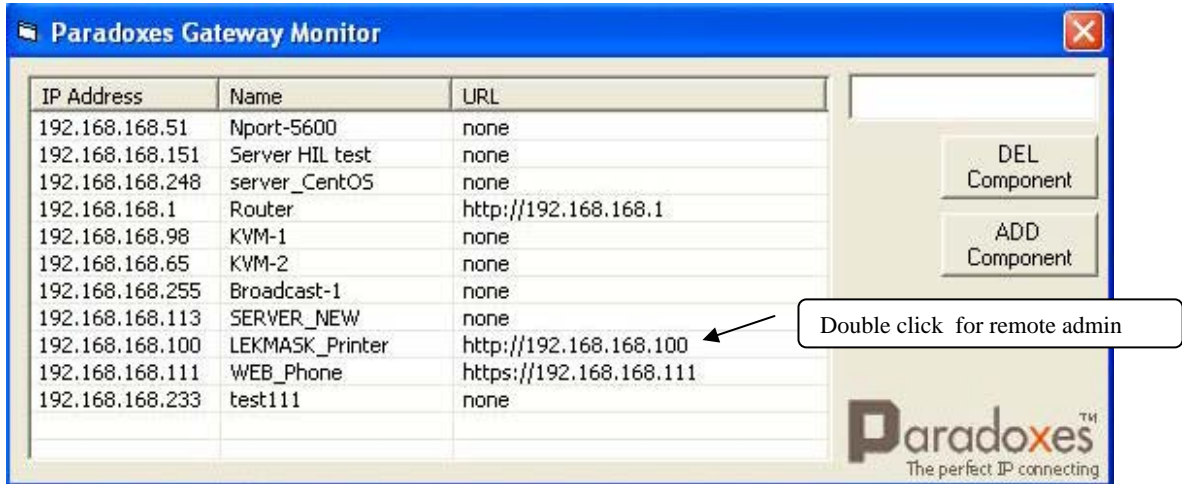 Paradoxes Gateway Monitor
IP Address Name URL
192.168.168.51 Nport-5600 none
192.168.168.151 Server HIL test none
192.168.168.248 server_CentOS none
192.168.168.1 Router http://192.168.168.1
192.168.168.98 KVM-1 none
192.168.168.65 KVM-2 none
192.168.168.255 Broadcast-1 none
192.168.168.113 SERVER_NEW none
192.168.168.100 LEKMASK_Printer http://192.168.168.100
192.168.168.111 WEB_Phone https://192.168.168.111
192.168.168.233 test111 none
DEL
Component
ADD
Component
Double click for remote admin
Paradoxes™
The perfect IP connecting